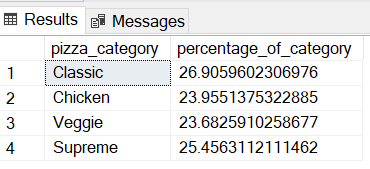 Results Messages
pizza_category percentage_of_category
1 Classic 26.9059602306976
2 Chicken 23.9551375322885
3 Veggie 23.6825910258677
4 Supreme 25.4563112111462